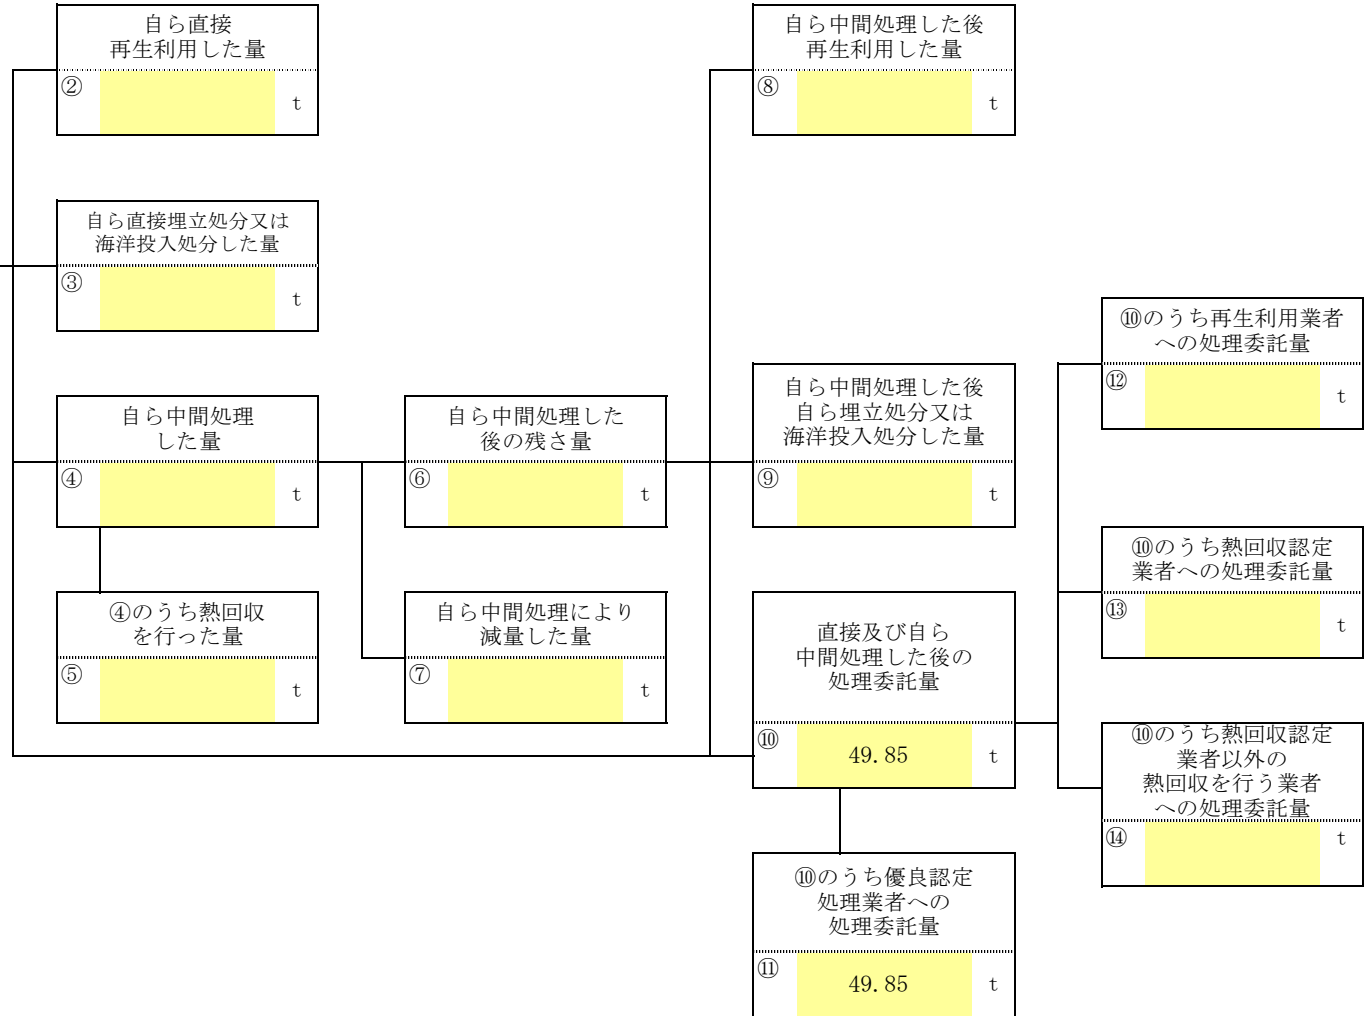 自ら直接
再生利用した量
②
t
自ら直接埋立処分又は
海洋投入処分した量
③
t
自ら中間処理
した量
④
t
④のうち熱回収
を行った量
⑤
t
自ら中間処理した
後の残さ量
⑥
t
自ら中間処理により
減量した量
⑦
t
自ら中間処理した後
再生利用した量
⑧
t
自ら中間処理した後
自ら埋立処分又は
海洋投入処分した量
⑨
t
直接及び自ら
中間処理した後の
処理委託量
⑩ 49.85 t
⑩のうち優良認定
処理業者への
処理委託量
⑪ 49.85 t
⑩のうち再生利用業者
への処理委託量
⑫
t
⑩のうち熱回収認定
業者への処理委託量
⑬
t
⑩のうち熱回収認定
業者以外の
熱回収を行う業者
への処理委託量
⑭
t